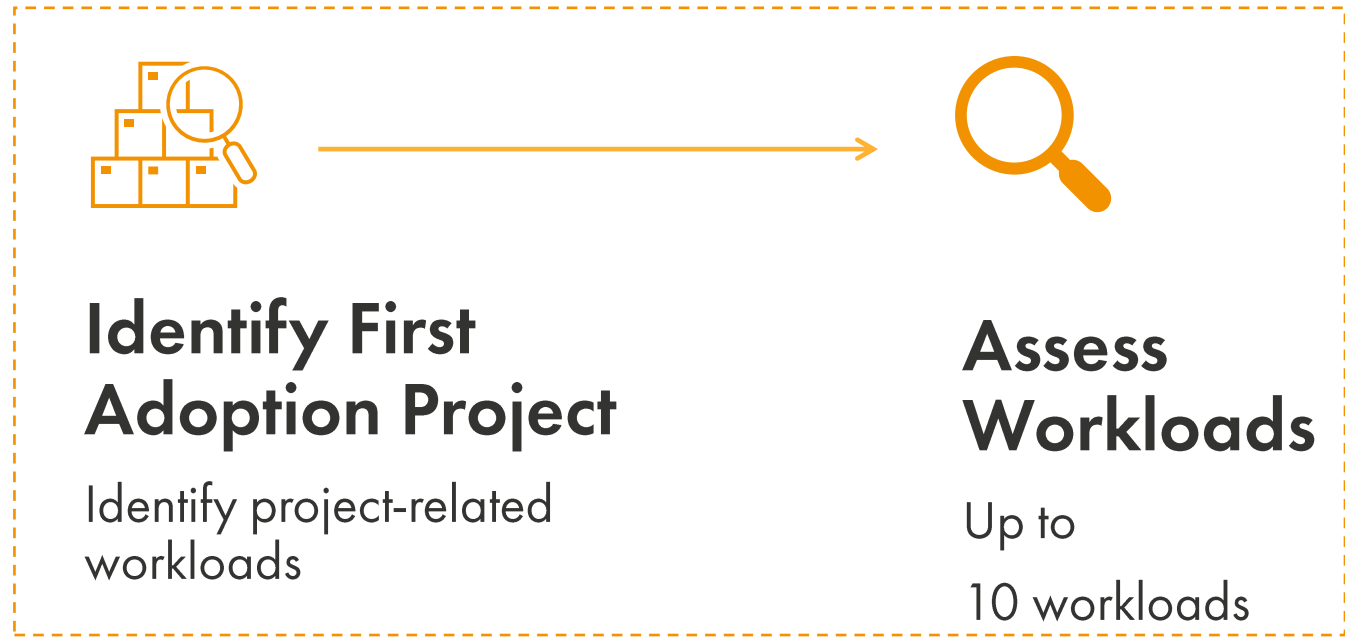 Identify First
Adoption Project
Identify project-related
workloads
Assess
Workloads
Up to
10 workloads